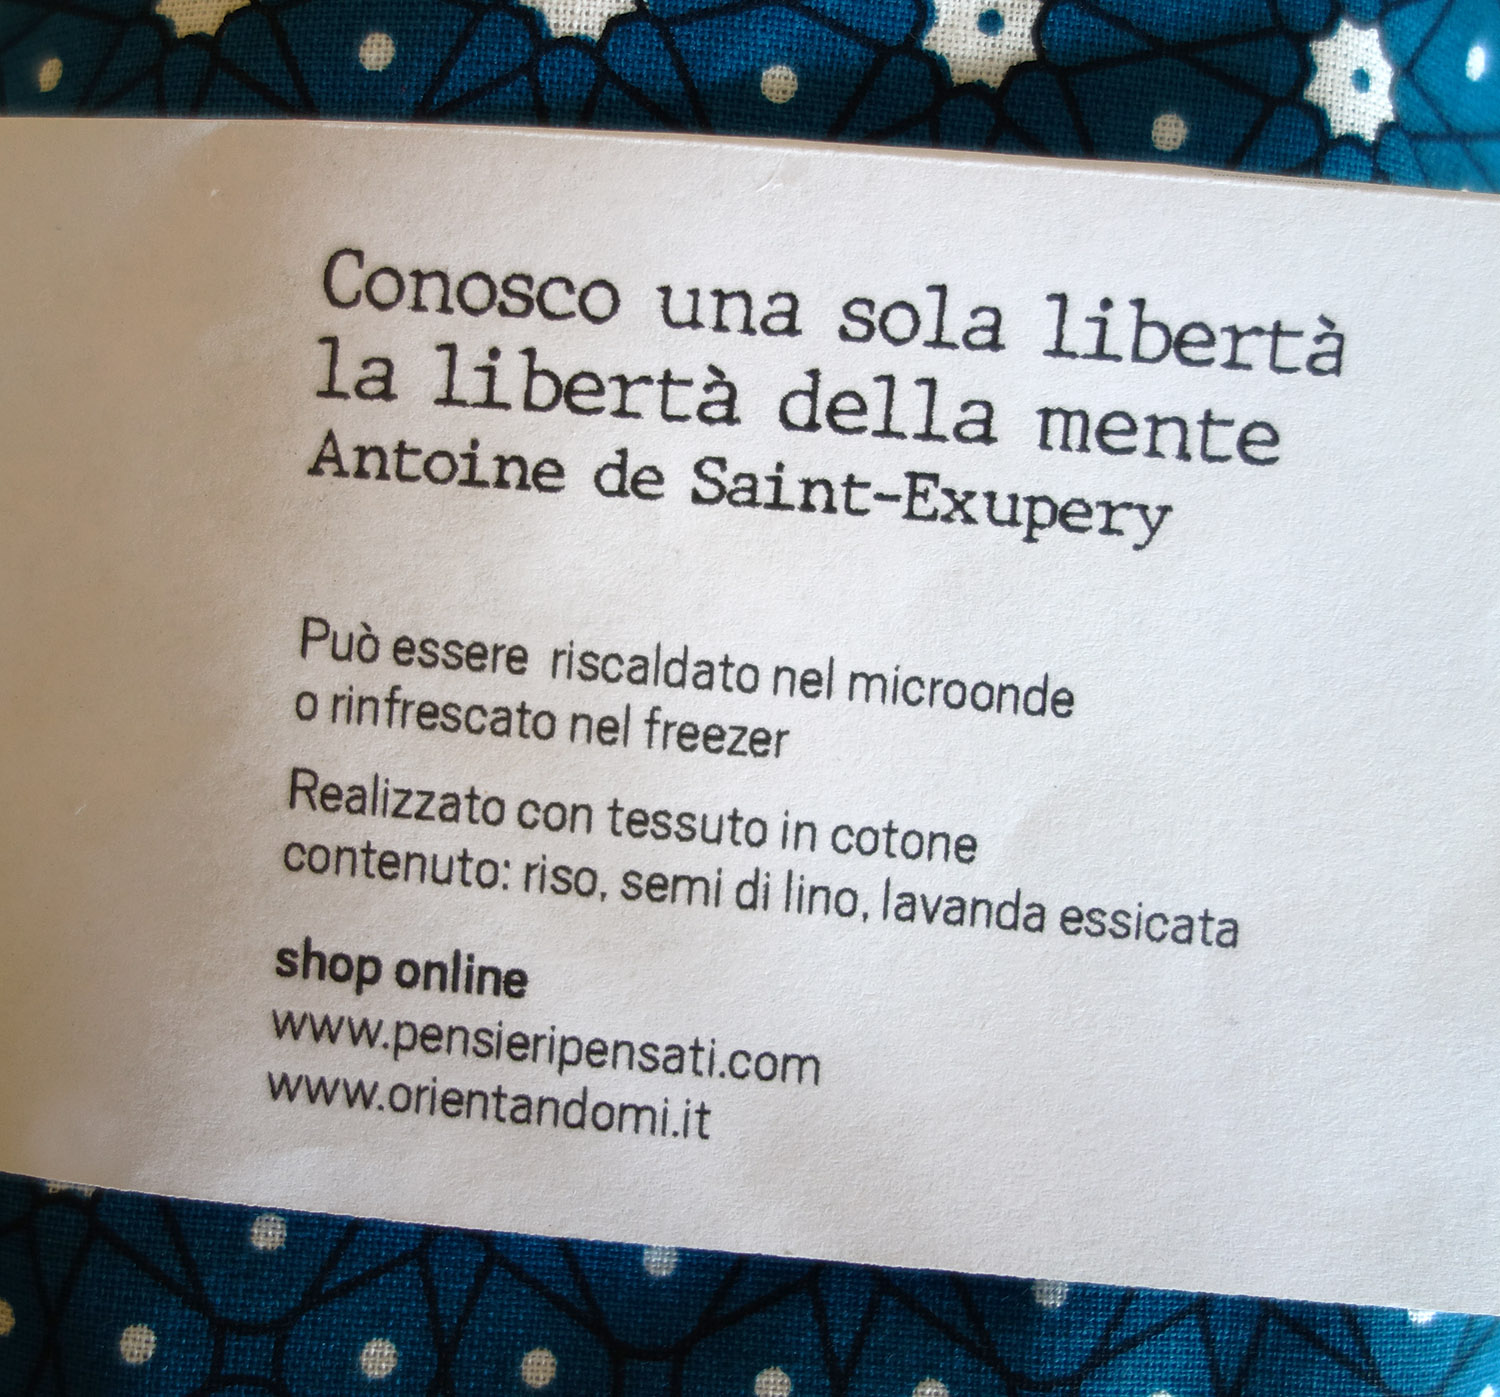 Conosco una sola libertà
la libertà della mente
Antoine de Saint-Exupery
Può essere riscaldato nel microonde
o rinfrescato nel freezer
Realizzato con tessuto in cotone
contenuto: riso, semi di lino, lavanda essicata
shop online
www.pensieripensati.com
www.orientandomi.it